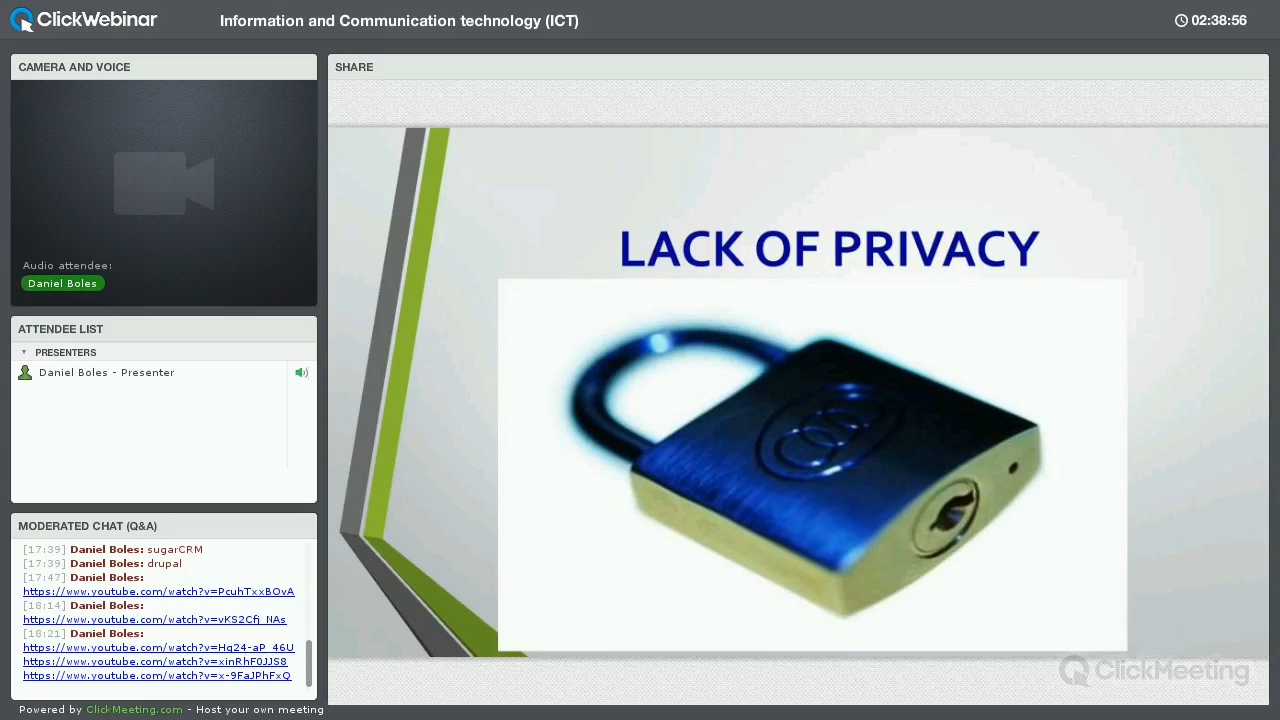 ClickWebinar
Information and Communication technology (ICT)
02:38:56
CAMERA AND VOICE
Audio attendee:
Daniel Boles
ATTENDEE LIST
PRESENTERS
Daniel Boles - Presenter
MODERATED CHAT (Q&A)
[17:39] Daniel Boles: sugarCRM
[17:39] Daniel Boles: drupal
[17:47] Daniel Boles:
https://www.youtube.com/watch?v=PcuhTxxBOvA
[18:14] Daniel Boles:
https://www.youtube.com/watch?v=vKS2Cfj_NAs
[18:21] Daniel Boles:
https://www.youtube.com/watch?v=Hq24-aP_46U
https://www.youtube.com/watch?v=xinRhF0JJS8
https://www.youtube.com/watch?v=x-9FaJPhFxQ
Powered by ClickMeeting.com - Host your own meeting
SHARE
LACK OF PRIVACY
ClickMeeting